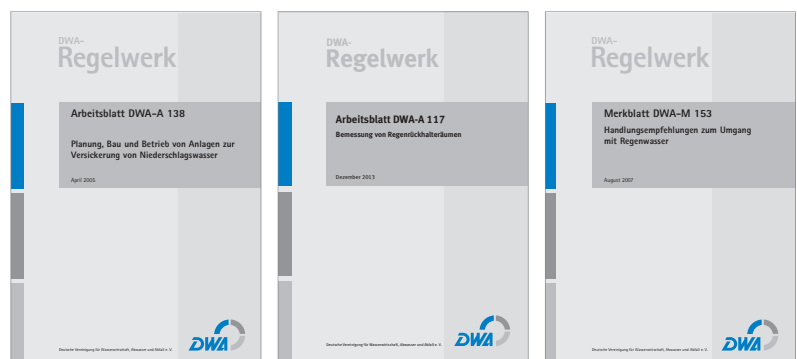 DWA-
Regelwerk
Arbeitsblatt DWA-A 138
Planung, Bau und Betrieb von Anlagen zur
Versickerung von Niederschlagswasser
April 2005
Deutsche Vereinigung für Wasserwirtschaft, Abwasser und Abfall e. V.
DWA
DWA-
Regelwerk
Arbeitsblatt DWA-A 117
Bemessung von Regenrückhalteräumen
Dezember 2013
Deutsche Vereinigung für Wasserwirtschaft, Abwasser und Abfall e. V.
DWA
DWA-
Regelwerk
Merkblatt DWA-M 153
Handlungsempfehlungen zum Umgang
mit Regenwasser
August 2007
Deutsche Vereinigung für Wasserwirtschaft, Abwasser und Abfall e. V.
DWA